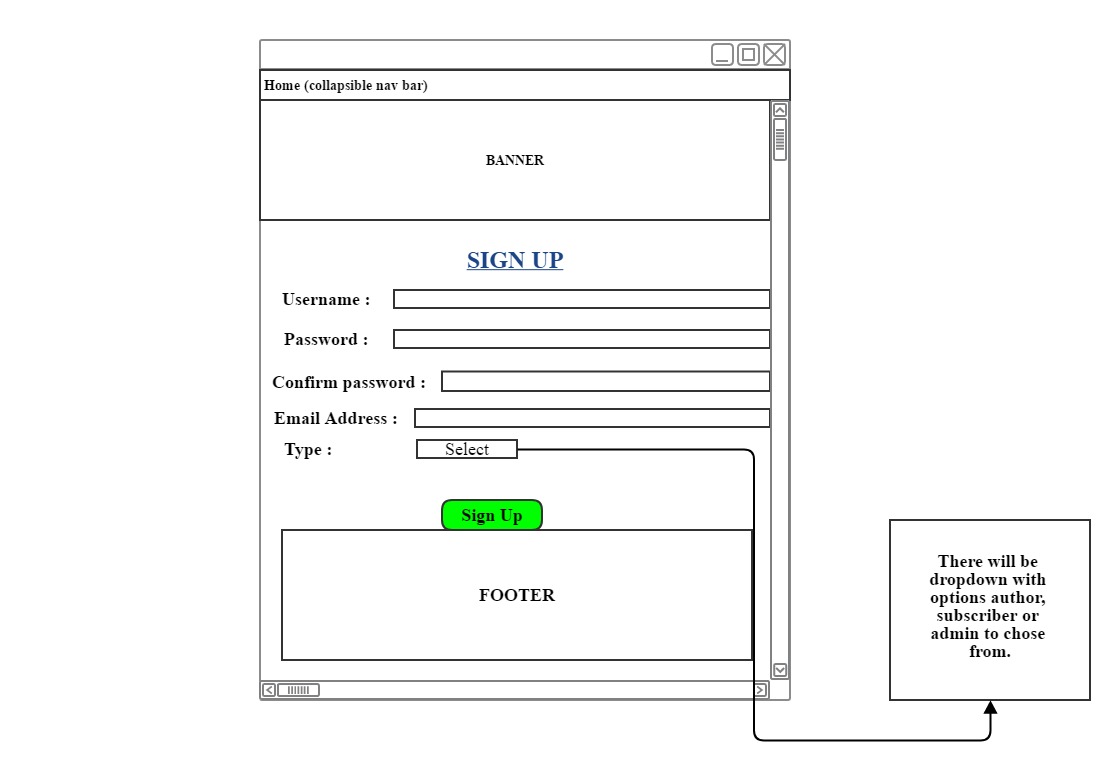 Home (collapsible nav bar)
BANNER
SIGN UP
Username :
Password :
Confirm password :
Email Address :
Type :
Select
Sign Up
FOOTER
There will be
dropdown with
options author,
subscriber or
admin to chose
from.